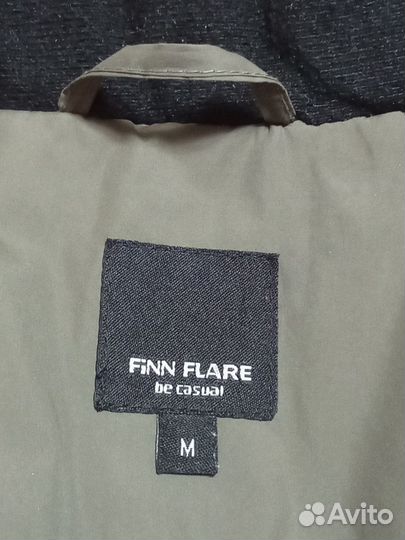 FiNN FLARE
be casual
M
Avito